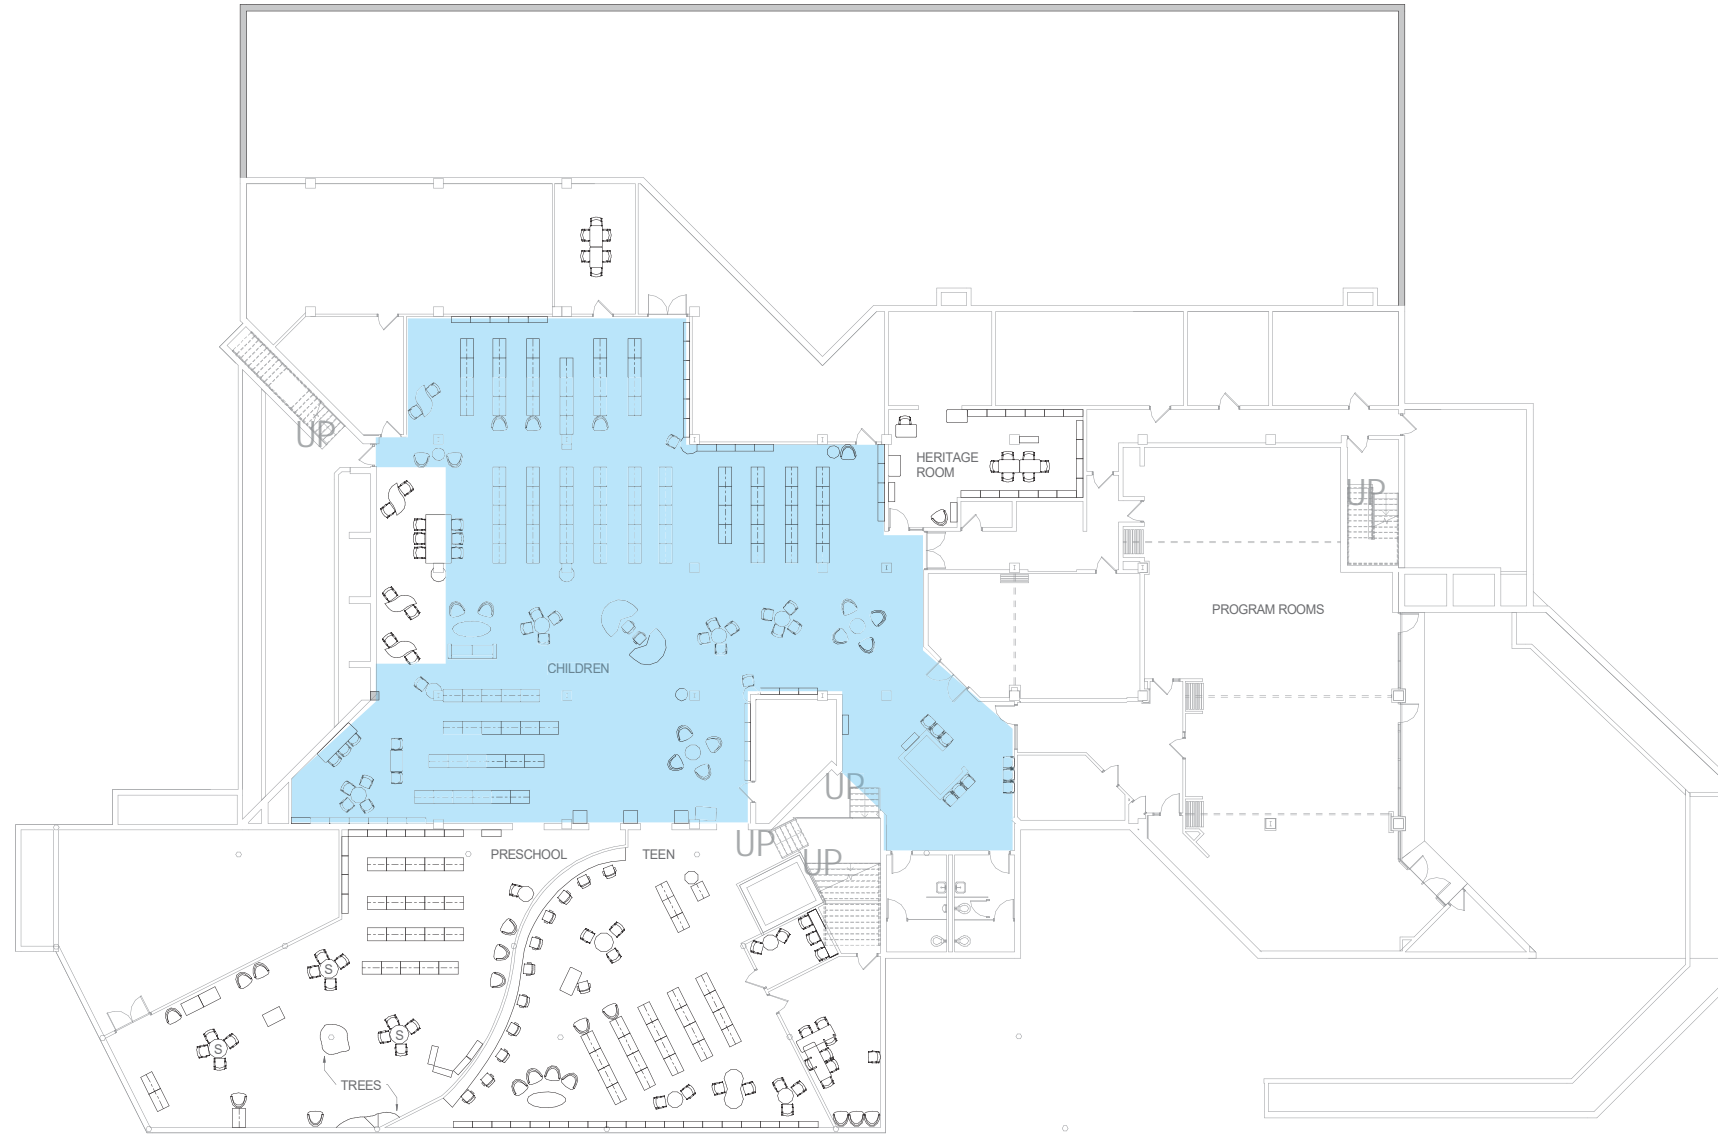 UP
HERITAGE
ROOM
UP
PROGRAM ROOMS
CHILDREN
UP
UP
UP
PRESCHOOL
TEEN
S
S
S
TREES